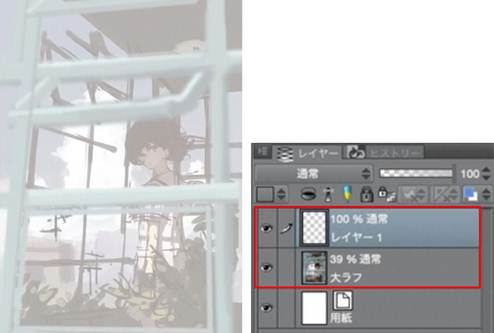 レイヤー ヒストリー
通常 100
100 % 通常
レイヤー 1
39 % 通常
大ラフ
用紙